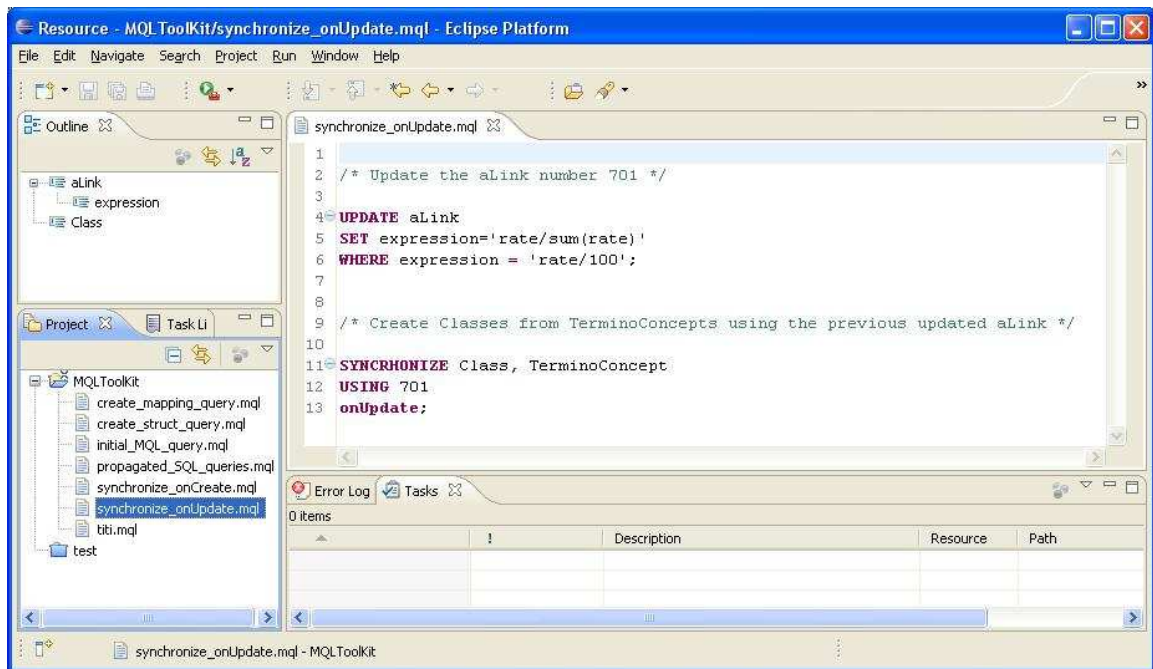 Resource - MQLToolKit/synchronize_onUpdate.mql - Eclipse Platform
File Edit Navigate Search Project Run Window Help
Outline
aLink
expression
Class
Project Task Li
MQLToolKit
create_mapping_query.mql
create_struct_query.mql
initial_MQL_query.mql
propagated_SQL_queries.mql
synchronize_onCreate.mql
synchronize_onUpdate.mql
titi.mql
test
synchronize_onUpdate.mql
1
2 /* Update the aLink number 701 */
3
4 UPDATE aLink
5 SET expression='rate/sum(rate)'
6 WHERE expression = 'rate/100';
7
8
9 /* Create Classes from TerminoConcepts using the previous updated aLink */
10
11 SYNCRHONIZE Class, TerminoConcept
12 USING 701
13 onUpdate;
Error Log Tasks
0 items
! Description Resource Path
synchronize_onUpdate.mql - MQLToolKit